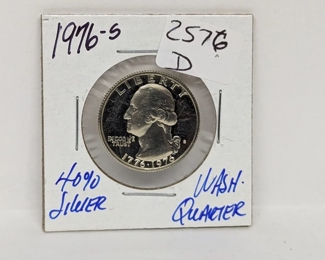 1976-S
2576
D
LIBERTY
IN GOD WE
TRUST
S
1776-1976
40%
Silver
WASH.
Quarter